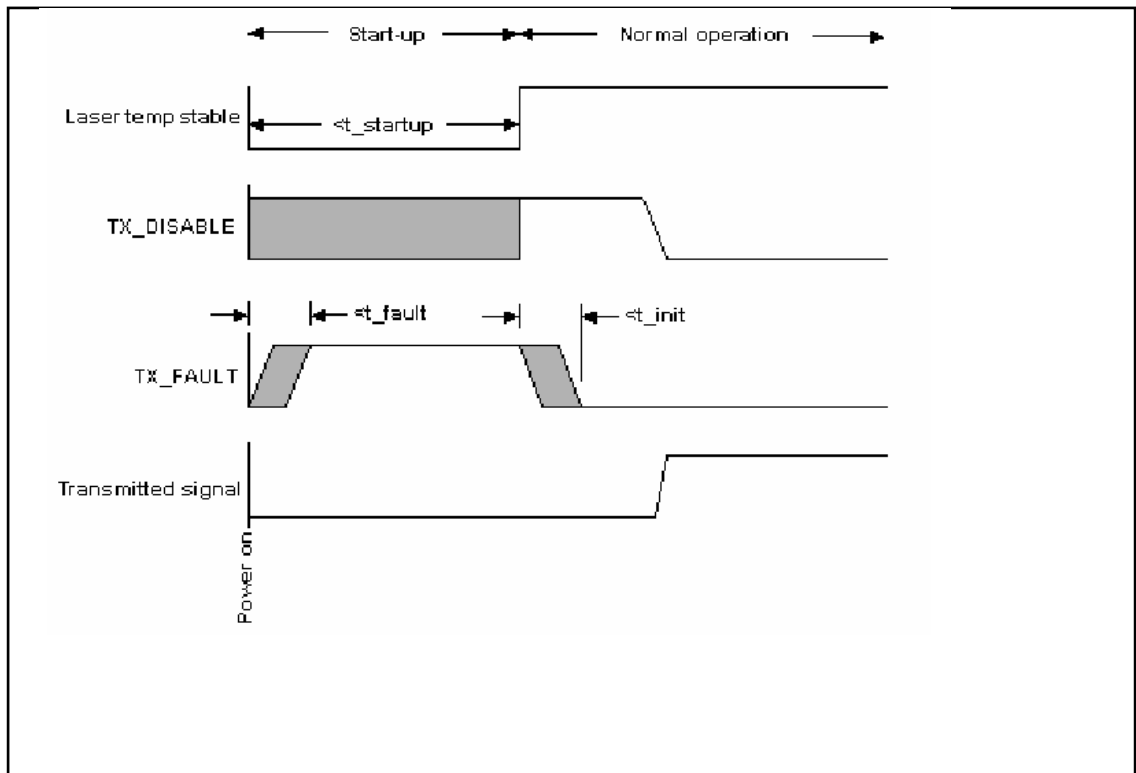 Start-up
Normal operation
Laser temp stable
<t_startup
TX_DISABLE
<t_fault
<t_init
TX_FAULT
Transmitted signal
Power on